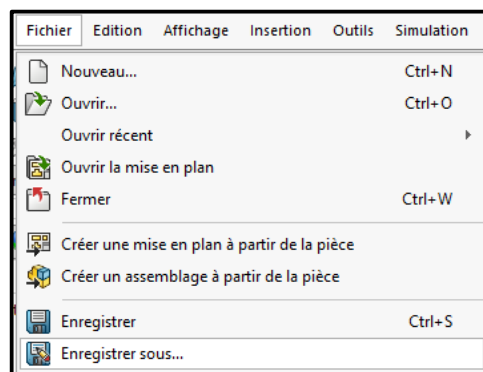 Fichier Edition Affichage Insertion Outils Simulation
Nouveau... Ctrl+N
Ouvrir... Ctrl+O
Ouvrir récent
Ouvrir la mise en plan
Fermer Ctrl+W
Créer une mise en plan à partir de la pièce
Créer un assemblage à partir de la pièce
Enregistrer Ctrl+S
Enregistrer sous...